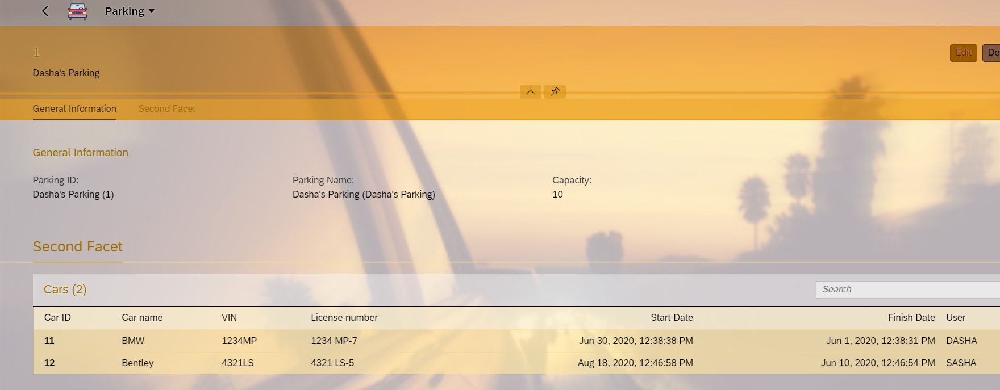 Parking
1
Edit
Dasha's Parking
General Information Second Facet
General Information
Parking ID: Parking Name: Capacity:
Dasha's Parking (1) Dasha's Parking (Dasha's Parking) 10
Second Facet
Cars (2) Search
Car ID Car name VIN License number Start Date Finish Date User
11 BMW 1234MP 1234 MP-7 Jun 30, 2020, 12:38:38 PM Jun 1, 2020, 12:38:31 PM DASHA
12 Bentley 4321LS 4321 LS-5 Aug 18, 2020, 12:46:58 PM Jun 10, 2020, 12:46:54 PM SASHA